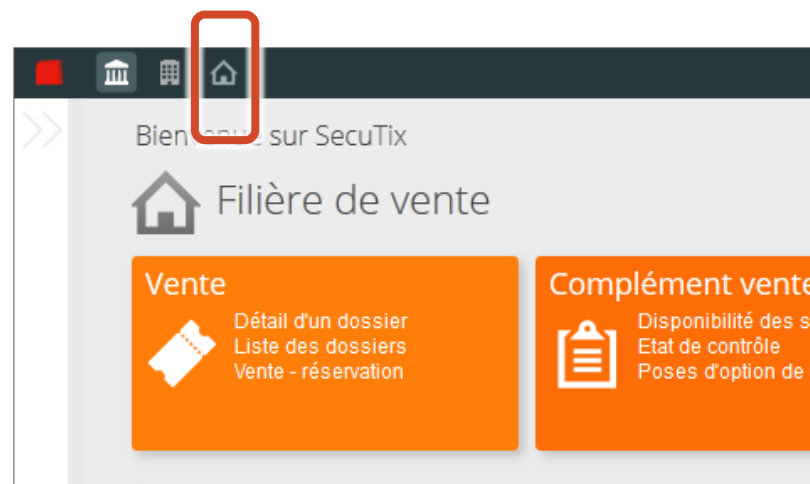 Bienvenue sur SecuTix
Filière de vente
Vente
Détail d'un dossier
Liste des dossiers
Vente - réservation
Complément vente
Disponibilité des s
Etat de contrôle
Poses d'option de